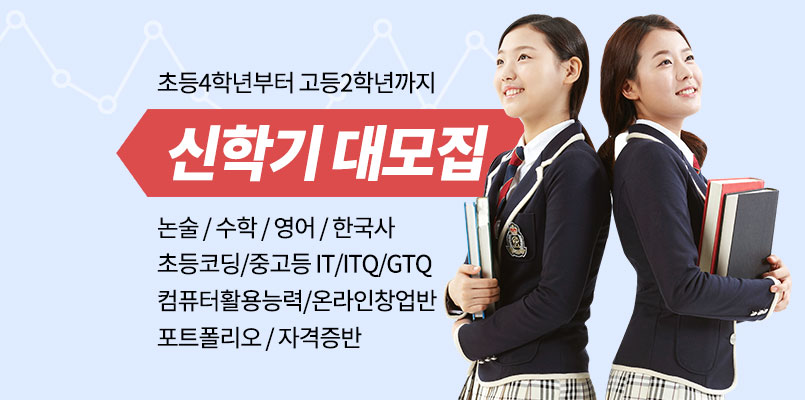 초등4학년부터 고등2학년까지
신학기 대모집
논술 / 수학 / 영어 / 한국사
초등코딩/중고등 IT/ITQ/GTQ
컴퓨터활용능력/온라인창업반
포트폴리오 / 자격증반